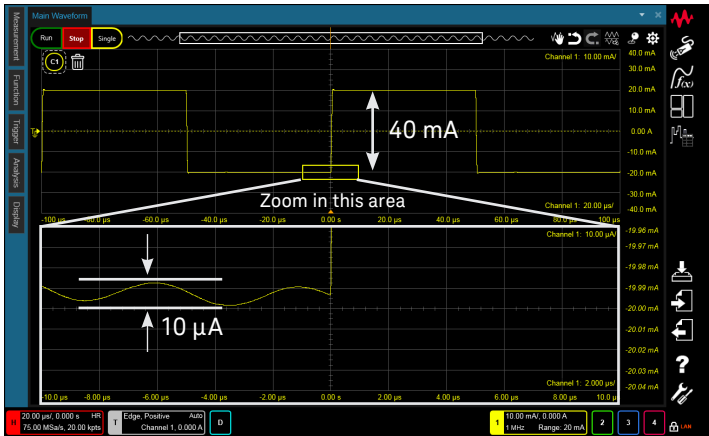 Main Waveform
Measurement
Function
Trigger
Analysis
Display
Run
Stop
Single
f(x)
C1
Channel 1: 10.00 mA/
40.0 mA
30.0 mA
20.0 mA
10.0 mA
0.00 A
-10.0 mA
-20.0 mA
-30.0 mA
-40.0 mA
40 mA
Zoom in this area
Channel 1: 20.00 µs/
-100 µs
-80.0 µs
-60.0 µs
-40.0 µs
-20.0 µs
0.00 s
20.0 µs
40.0 µs
60.0 µs
80.0 µs
100 µs
Channel 1: 10.00 µA/
-19.96 mA
-19.97 mA
-19.98 mA
-19.99 mA
-20.00 mA
-20.01 mA
-20.02 mA
-20.03 mA
-20.04 mA
10 µA
Channel 1: 2.000 µs/
-10.0 µs
-8.00 µs
-6.00 µs
-4.00 µs
-2.00 µs
0.00 s
2.00 µs
4.00 µs
6.00 µs
8.00 µs
10.0 µ
H
20.00 µs/, 0.000 s HR
75.00 MSa/s, 20.00 kpts
T
Edge, Positive Auto
Channel 1, 0.000 A
D
1
10.00 mA/, 0.000 A
1 MHz Range: 20 mA
2
3
4
LAN
?